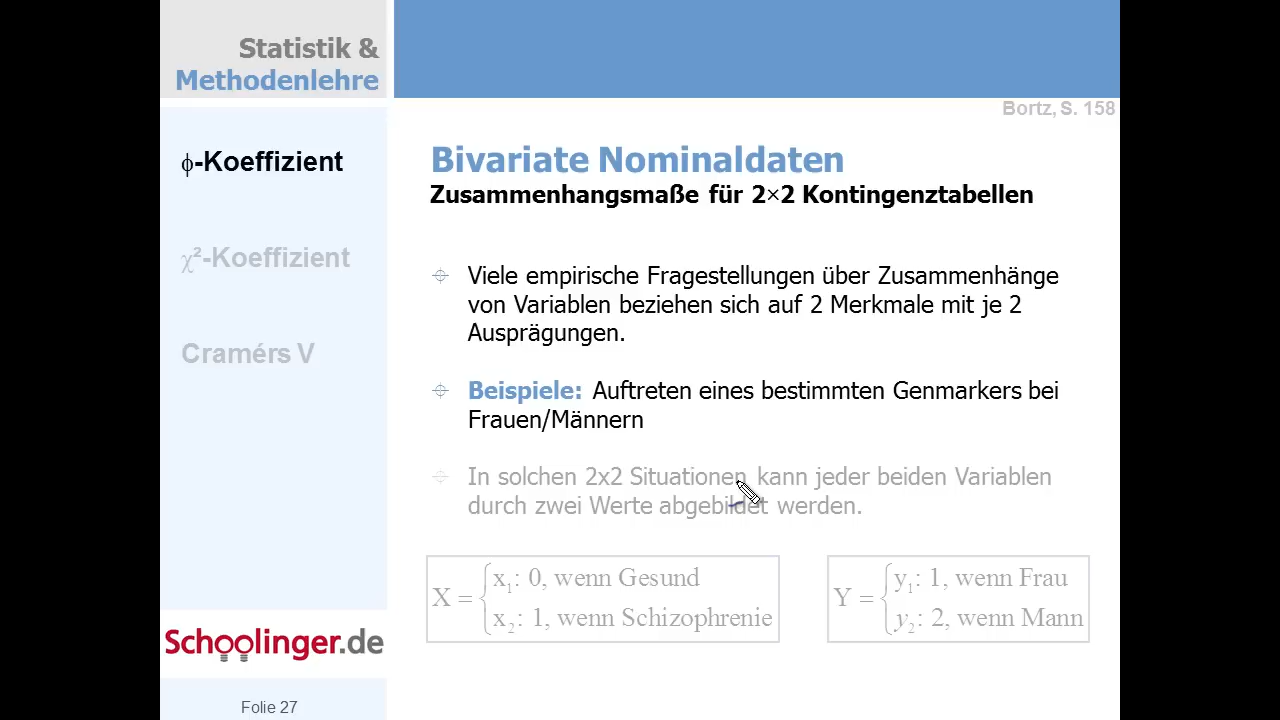 Statistik &
Methodenlehre
Bortz, S. 158
ϕ-Koeffizient
χ²-Koeffizient
Cramérs V
Bivariate Nominaldaten
Zusammenhangsmaße für 2×2 Kontingenztabellen
Viele empirische Fragestellungen über Zusammenhänge
von Variablen beziehen sich auf 2 Merkmale mit je 2
Ausprägungen.
Beispiele: Auftreten eines bestimmten Genmarkers bei
Frauen/Männern
In solchen 2x2 Situationen kann jeder beiden Variablen
durch zwei Werte abgebildet werden.
X = { x₁: 0, wenn Gesund
x₂: 1, wenn Schizophrenie
Y = { y₁: 1, wenn Frau
y₂: 2, wenn Mann
Schoolinger.de
Folie 27